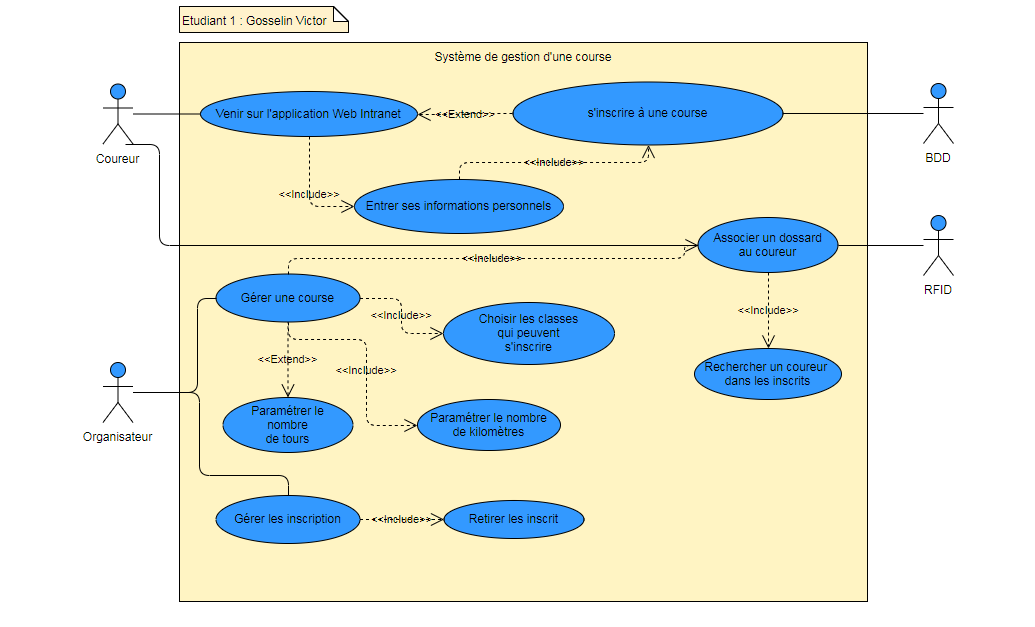 Etudiant 1 : Gosselin Victor
Système de gestion d'une course
Venir sur l'application Web Intranet
<<Extend>>
s'inscrire à une course
Coureur
BDD
<<Include>>
<<Include>>
Entrer ses informations personnels
Associer un dossard
au coureur
<<Include>>
RFID
Gérer une course
<<Include>>
Choisir les classes
qui peuvent
s'inscrire
<<Include>>
<<Extend>>
<<Include>>
Rechercher un coureur
dans les inscrits
Paramétrer le
nombre
de tours
Paramétrer le nombre
de kilomètres
Organisateur
Gérer les inscription
<<Include>>
Retirer les inscrit